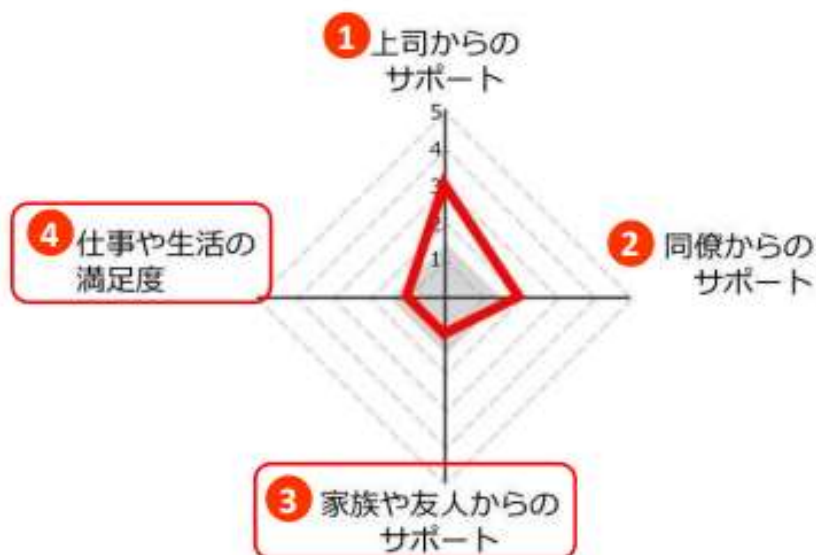 1 上司からの
サポート
5
4
3
2
1
4 仕事や生活の
満足度
2 同僚からの
サポート
3 家族や友人からの
サポート